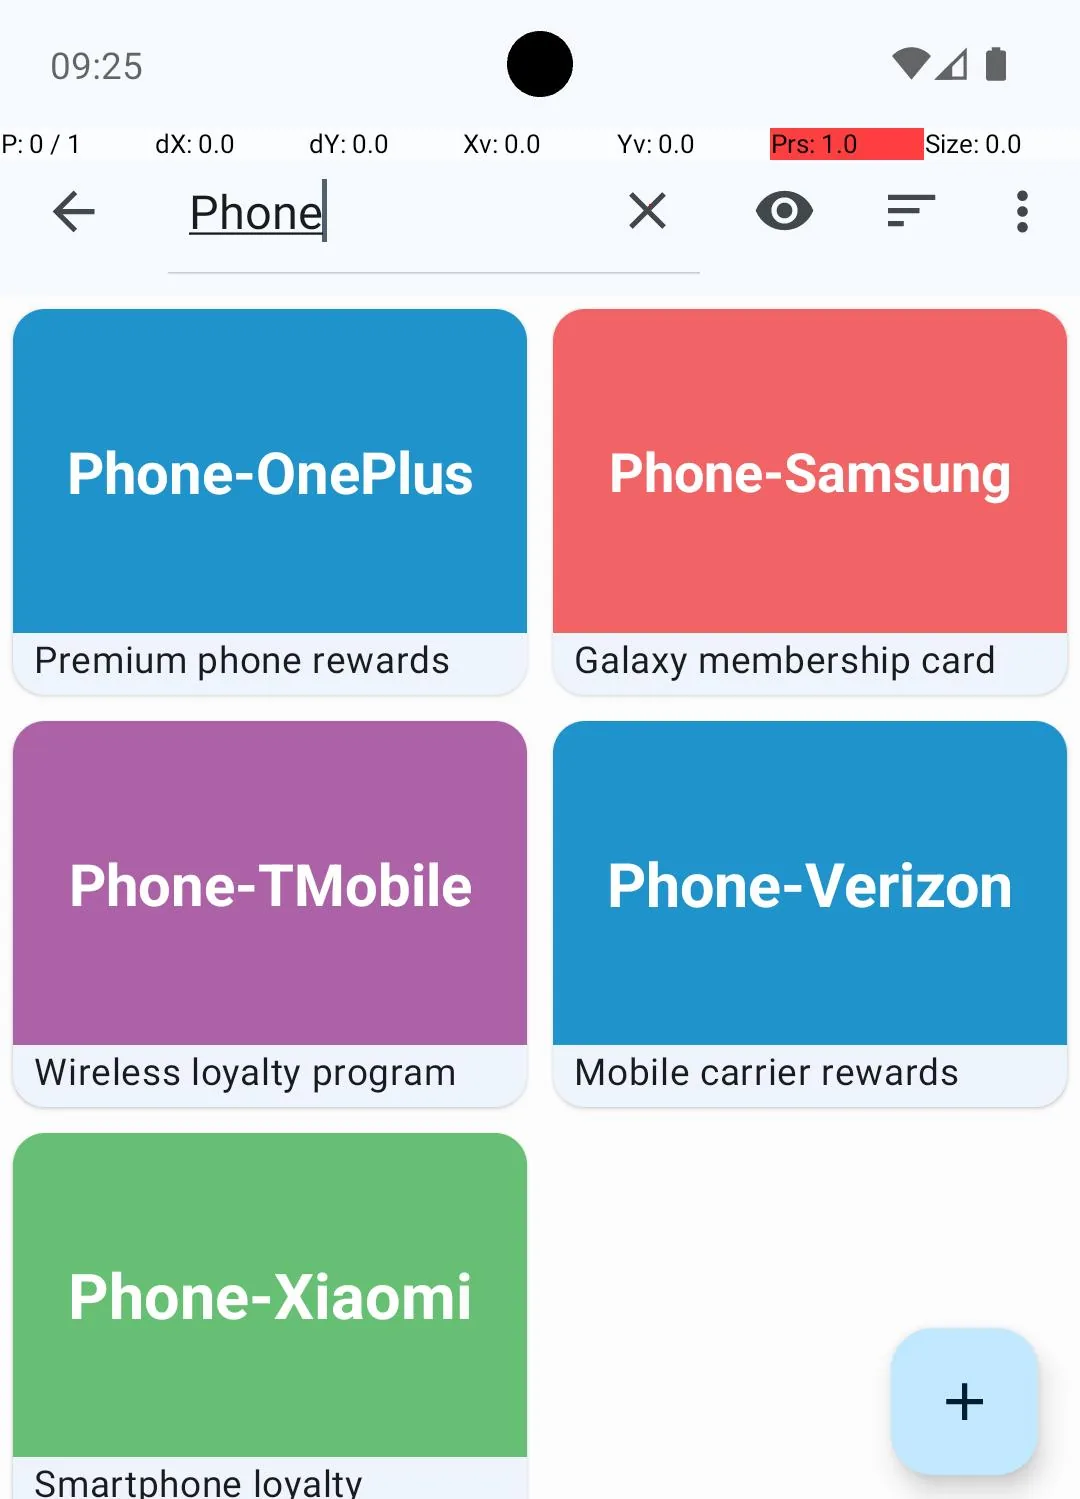 09:25
P: 0 / 1 dX: 0.0 dY: 0.0 Xv: 0.0 Yv: 0.0 Prs: 1.0 Size: 0.0
Phone
Phone-OnePlus
Premium phone rewards
Phone-Samsung
Galaxy membership card
Phone-TMobile
Wireless loyalty program
Phone-Verizon
Mobile carrier rewards
Phone-Xiaomi
Smartphone loyalty